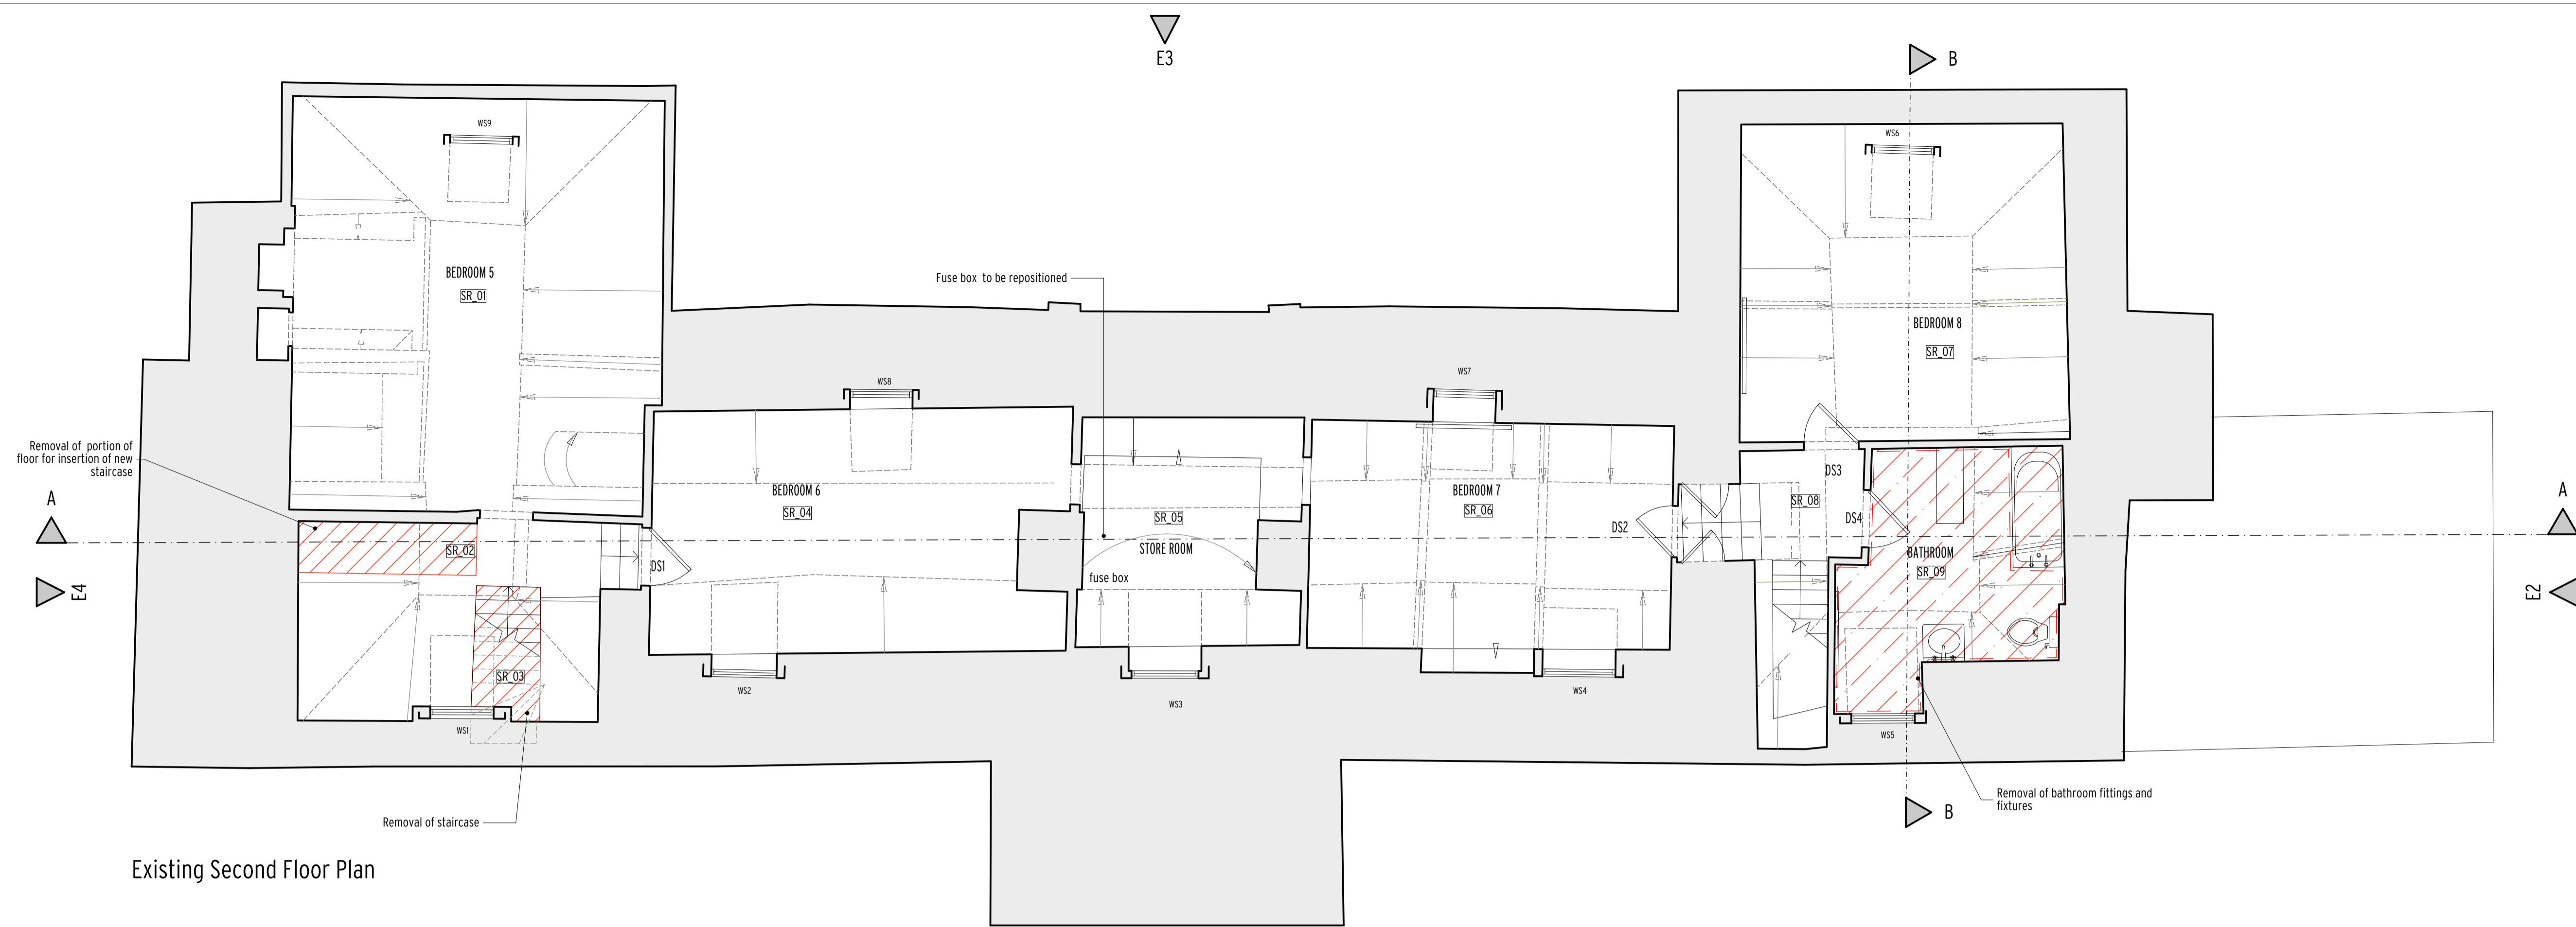 E3
B
WS9
WS6
BEDROOM 5
SR_01
Fuse box to be repositioned
BEDROOM 8
SR_07
WS8
WS7
Removal of portion of
floor for insertion of new
staircase
A
E4
BEDROOM 6
SR_04
SR_05
STORE ROOM
fuse box
BEDROOM 7
SR_06
DS2
DS3
SR_08
DS4
BATHROOM
SR_09
A
E2
SR_02
DS1
SR_03
WS1
WS2
WS3
WS4
WS5
Removal of staircase
Removal of bathroom fittings and
fixtures
B
Existing Second Floor Plan